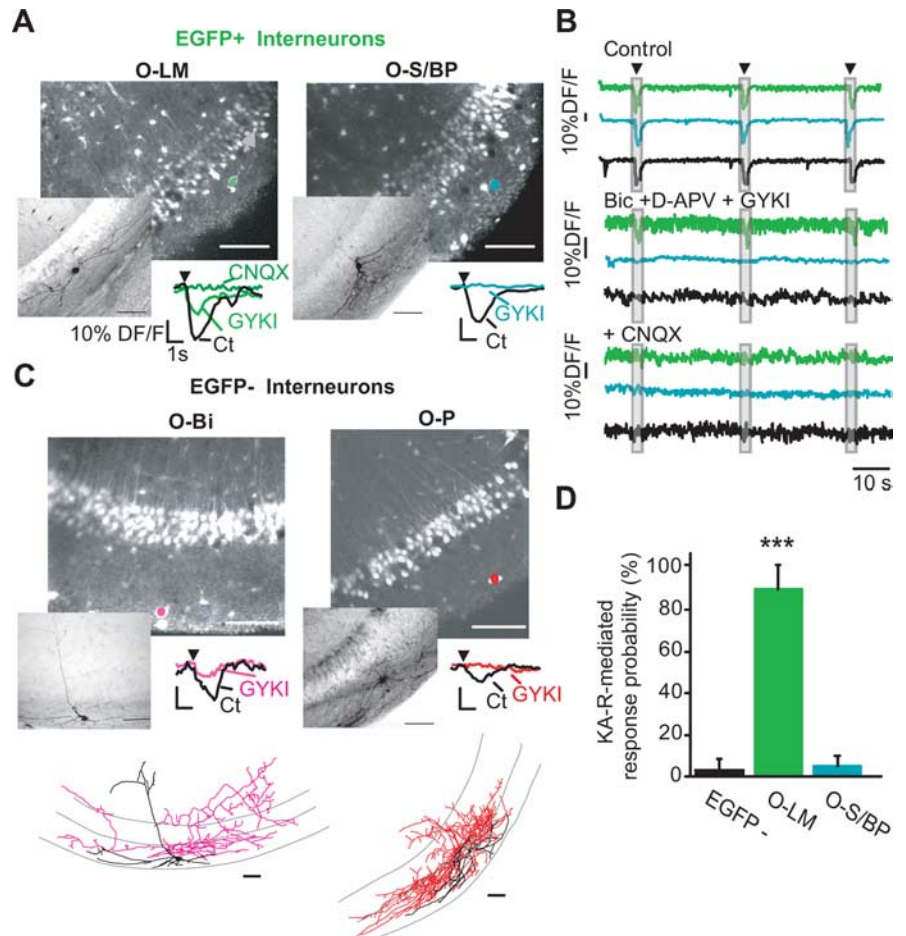 A
EGFP+ Interneurons
O-LM
O-S/BP
CNQX
GYKI
Ct
10% DF/F
1s
GYKI
Ct
B
Control
10%DF/F
Bic +D-APV + GYKI
10%DF/F
+ CNQX
10%DF/F
10 s
C
EGFP- Interneurons
O-Bi
O-P
GYKI
Ct
GYKI
Ct
D
KA-R-mediated
response probability (%)
100
80
60
40
20
0
***
EGFP -
O-LM
O-S/BP